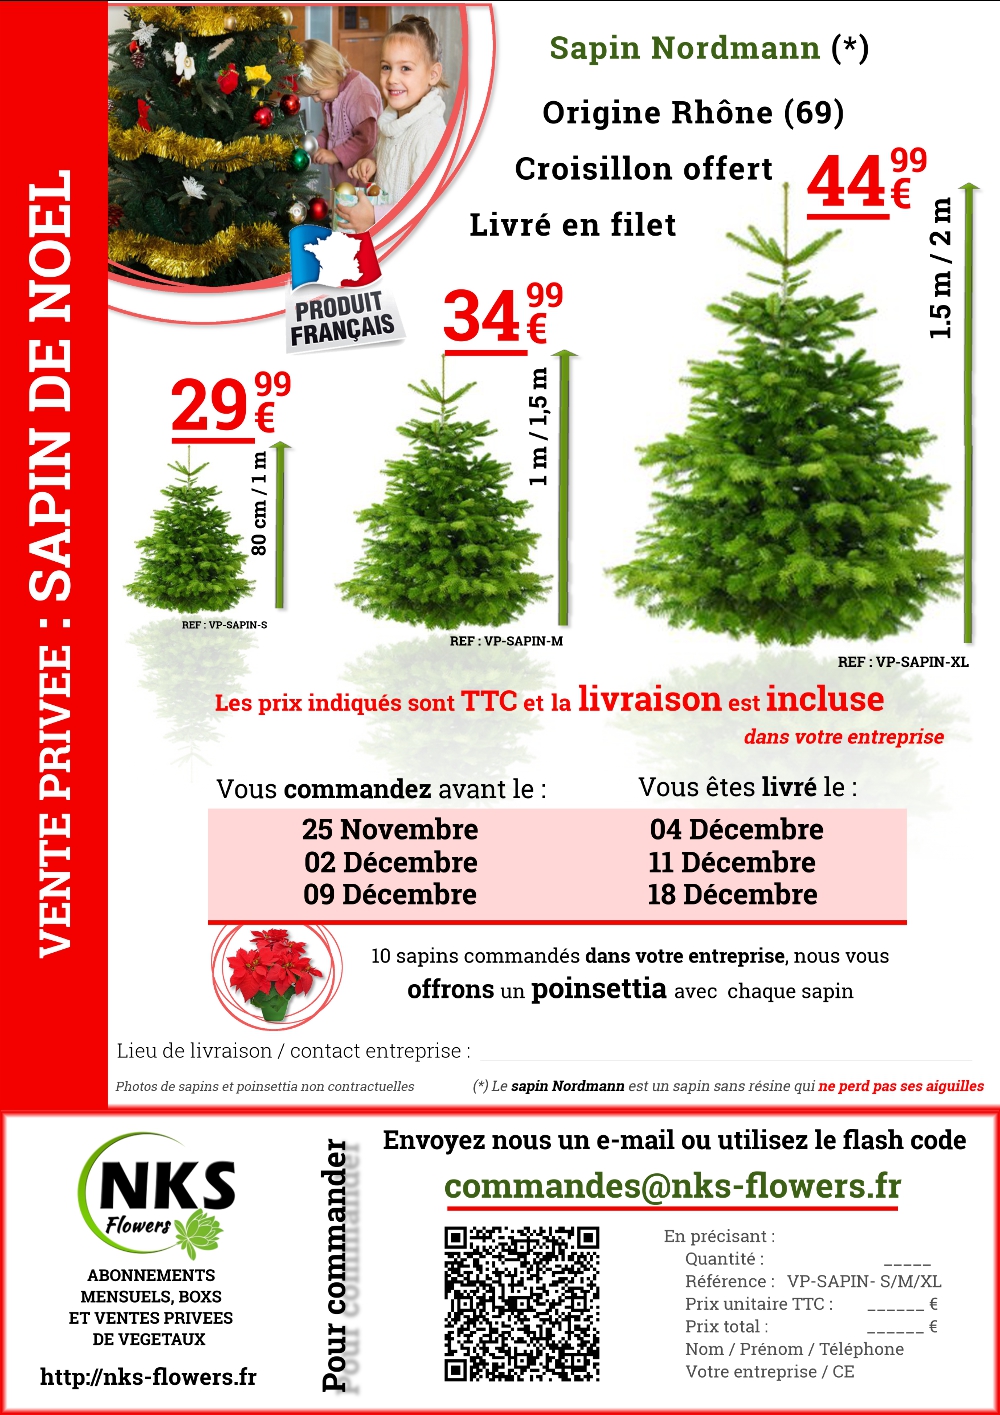 VENTE PRIVEE : SAPIN DE NOEL
Sapin Nordmann (*)
Origine Rhône (69)
Croisillon offert
Livré en filet
PRODUIT
FRANÇAIS
29€99
80 cm / 1 m
REF : VP-SAPIN-S
34€99
1 m / 1,5 m
REF : VP-SAPIN-M
44€99
1.5 m / 2 m
REF : VP-SAPIN-XL
Les prix indiqués sont TTC et la livraison est incluse
dans votre entreprise
Vous commandez avant le :
Vous êtes livré le :
25 Novembre 04 Décembre
02 Décembre 11 Décembre
09 Décembre 18 Décembre
10 sapins commandés dans votre entreprise, nous vous
offrons un poinsettia avec chaque sapin
Lieu de livraison / contact entreprise :
Photos de sapins et poinsettia non contractuelles
(*) Le sapin Nordmann est un sapin sans résine qui ne perd pas ses aiguilles
NKS
Flowers
ABONNEMENTS
MENSUELS, BOXS
ET VENTES PRIVEES
DE VEGETAUX
http://nks-flowers.fr
Pour commander
Envoyez nous un e-mail ou utilisez le flash code
commandes@nks-flowers.fr
En précisant :
Quantité : _____
Référence : VP-SAPIN- S/M/XL
Prix unitaire TTC : ______ €
Prix total : ______ €
Nom / Prénom / Téléphone
Votre entreprise / CE